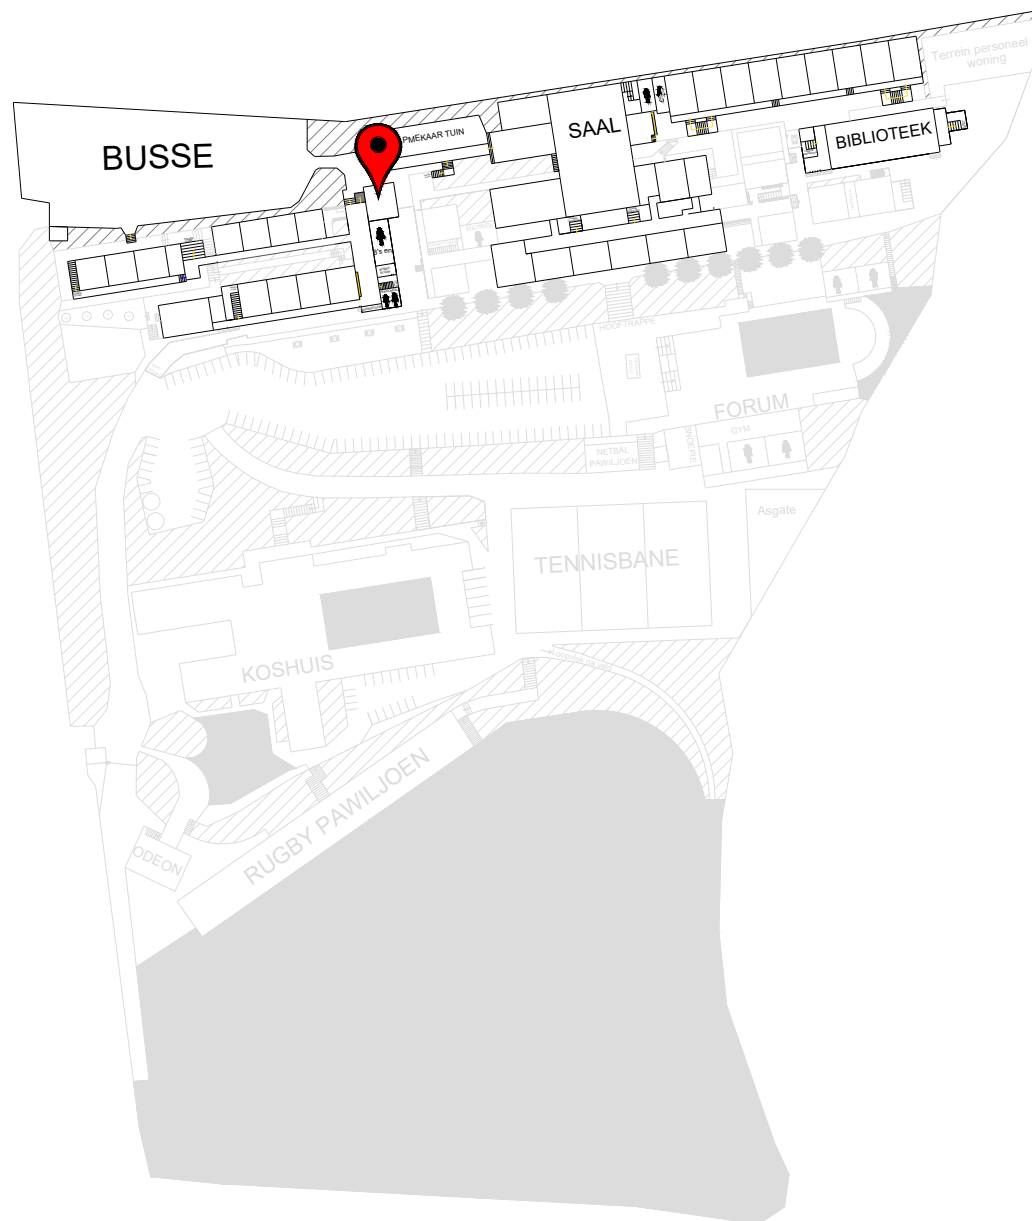 Terrein personeel
woning
SAAL
BIBLIOTEEK
PMEKAAR TUIN
BUSSE
HOOFTRAPPE
FORUM
GYM
NETBAL
PAWILJOEN
SNOEPIE
Asgate
TENNISBANE
KOSHUIS
RUGBY PAWILJOEN
ODEON